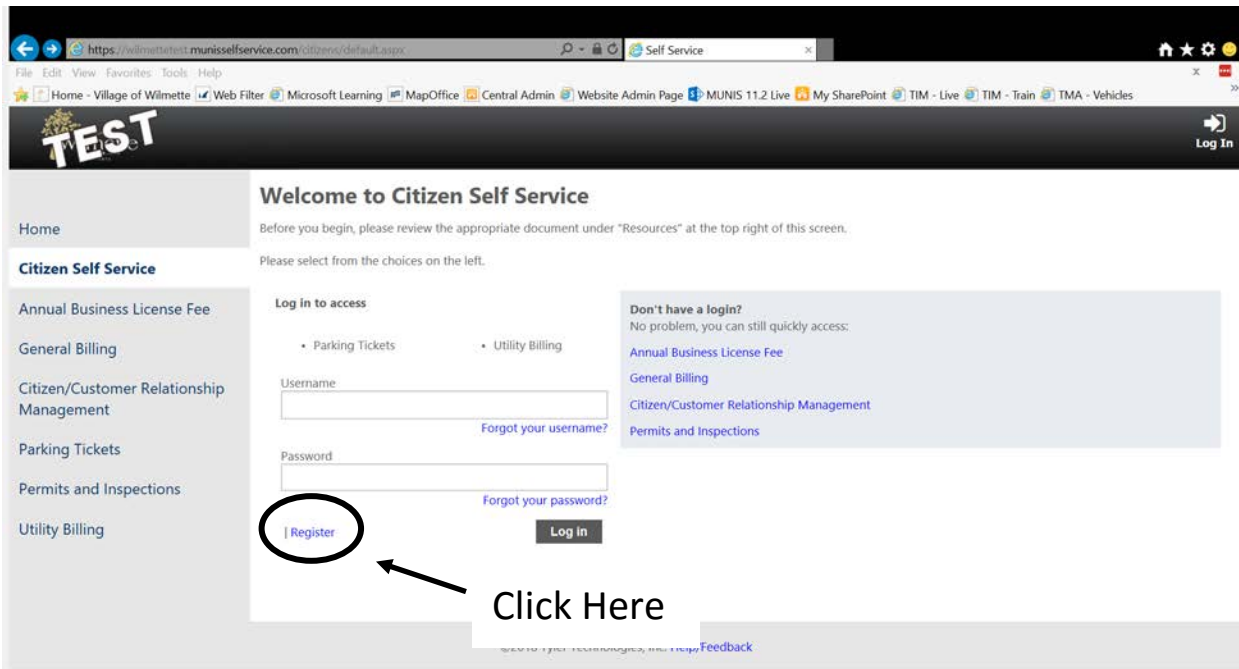 https://wilmettetest.munisselfservice.com/citizens/default.aspx
Self Service
File Edit View Favorites Tools Help
Home - Village of Wilmette Web Filter Microsoft Learning MapOffice Central Admin Website Admin Page MUNIS 11.2 Live My SharePoint TIM - Live TIM - Train TMA - Vehicles
TEST
Log In
Welcome to Citizen Self Service
Before you begin, please review the appropriate document under "Resources" at the top right of this screen.
Please select from the choices on the left.
Home
Citizen Self Service
Annual Business License Fee
General Billing
Citizen/Customer Relationship
Management
Parking Tickets
Permits and Inspections
Utility Billing
Log in to access
• Parking Tickets • Utility Billing
Username
Forgot your username?
Password
Forgot your password?
| Register
Log in
Don't have a login?
No problem, you can still quickly access:
Annual Business License Fee
General Billing
Citizen/Customer Relationship Management
Permits and Inspections
Click Here
©2018 Tyler Technologies, Inc. Help/Feedback